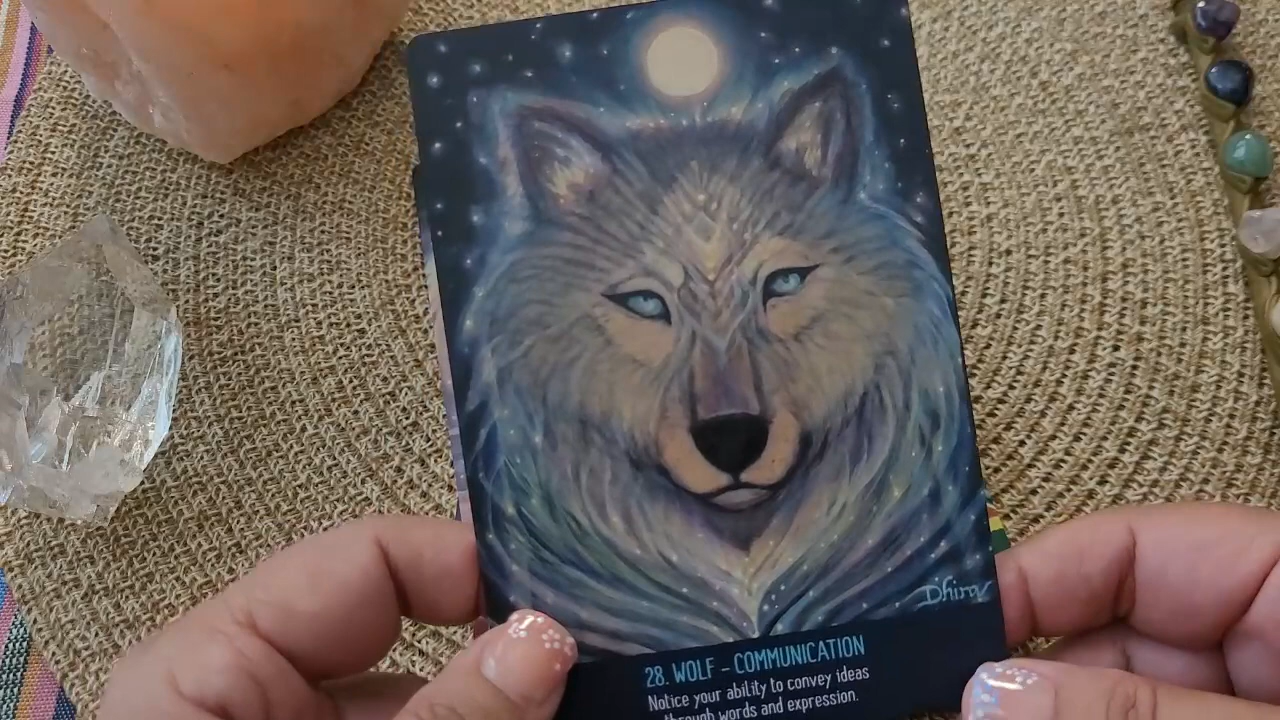 Dhira
28. WOLF – COMMUNICATION
Notice your ability to convey ideas
through words and expression.